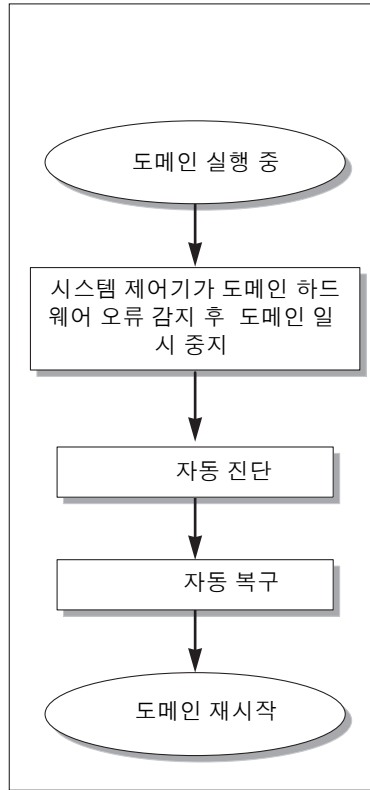 도메인 실행 중
시스템 제어기가 도메인 하드
웨어 오류 감지 후 도메인 일
시 중지
자동 진단
자동 복구
도메인 재시작